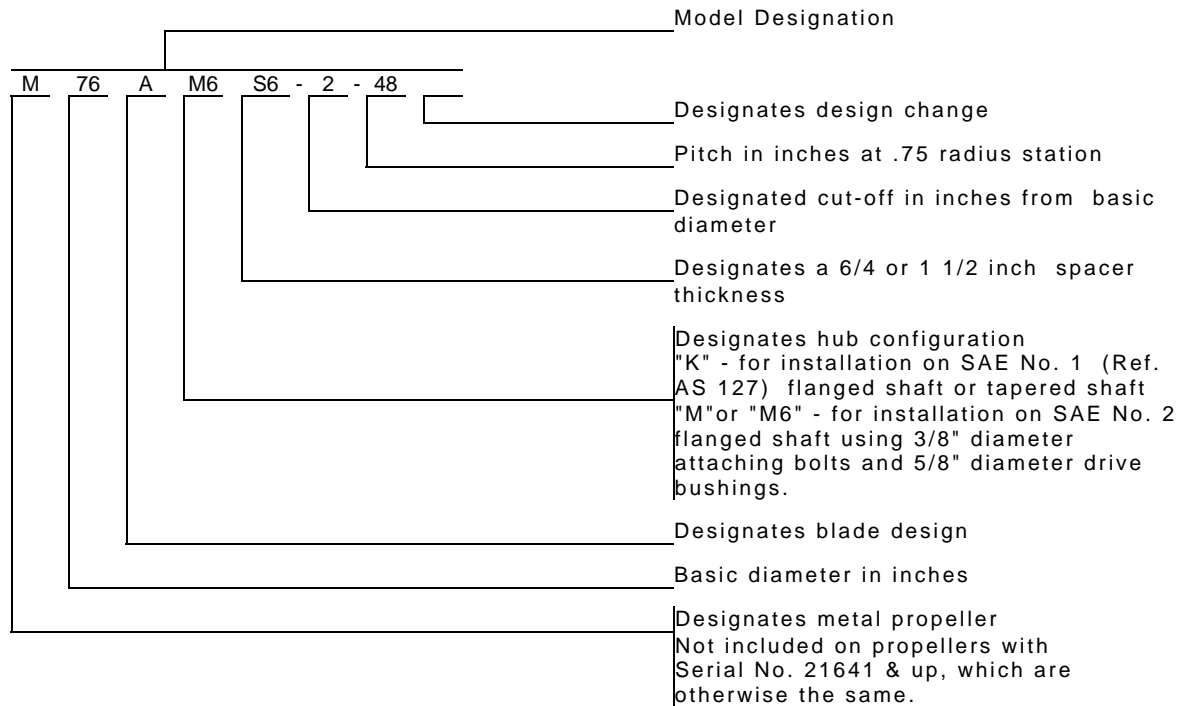 Model Designation
M 76 A M6 S6 - 2 - 48
Designates design change
Pitch in inches at .75 radius station
Designated cut-off in inches from basic
diameter
Designates a 6/4 or 1 1/2 inch spacer
thickness
Designates hub configuration
"K" - for installation on SAE No. 1 (Ref.
AS 127) flanged shaft or tapered shaft
"M"or "M6" - for installation on SAE No. 2
flanged shaft using 3/8" diameter
attaching bolts and 5/8" diameter drive
bushings.
Designates blade design
Basic diameter in inches
Designates metal propeller
Not included on propellers with
Serial No. 21641 & up, which are
otherwise the same.